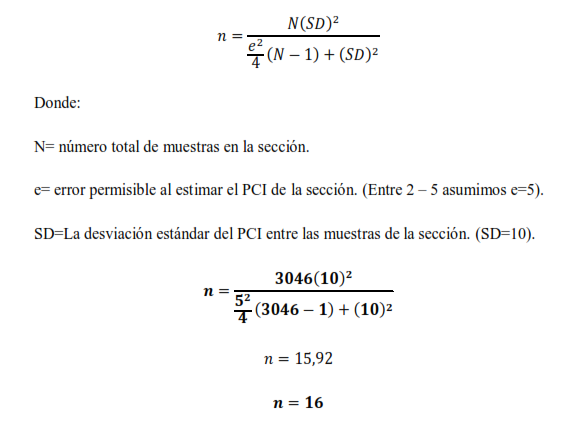 n = N(SD)² / (e²/4 (N − 1) + (SD)²)
Donde:
N= número total de muestras en la sección.
e= error permisible al estimar el PCI de la sección. (Entre 2 – 5 asumimos e=5).
SD=La desviación estándar del PCI entre las muestras de la sección. (SD=10).
n = 3046(10)² / (5²/4 (3046 − 1) + (10)²)
n = 15,92
n = 16